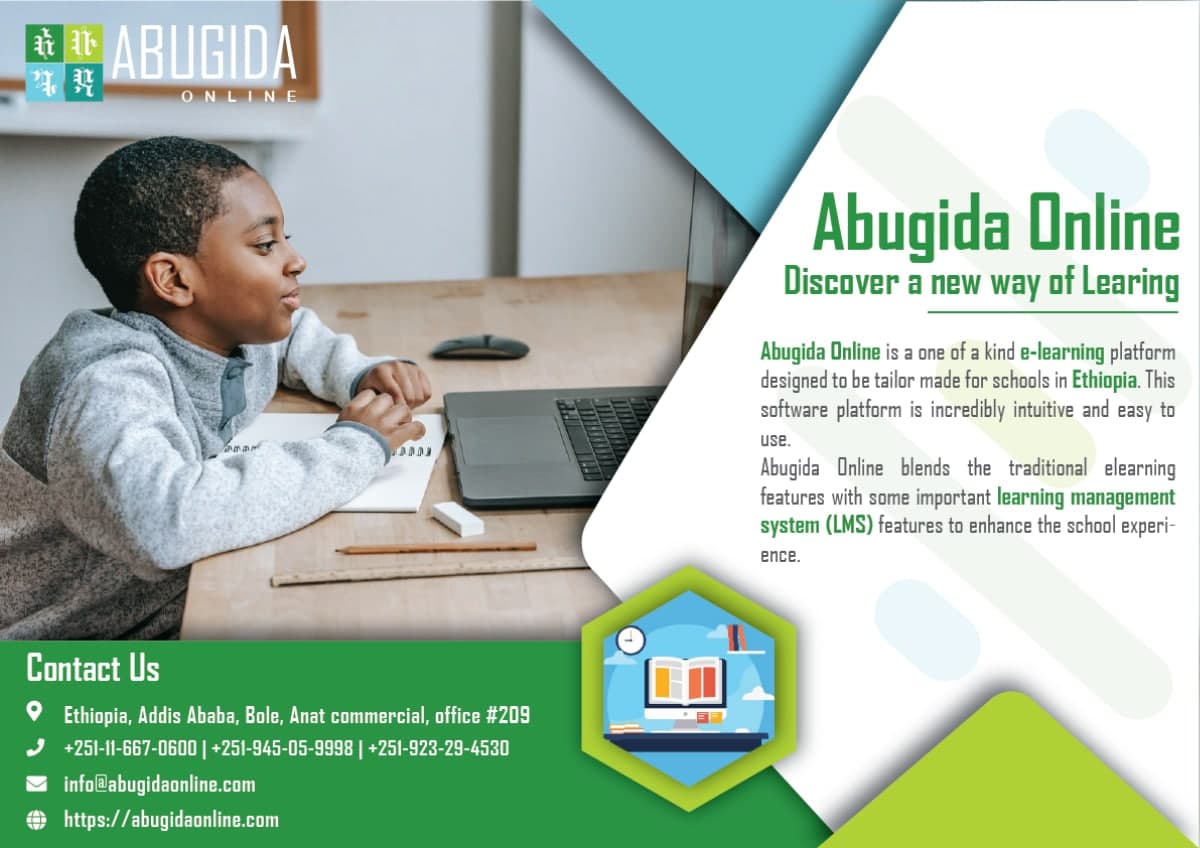 ABUGIDA
ONLINE
Abugida Online
Discover a new way of Learing
Abugida Online is a one of a kind e-learning platform
designed to be tailor made for schools in Ethiopia. This
software platform is incredibly intuitive and easy to
use.
Abugida Online blends the traditional elearning
features with some important learning management
system (LMS) features to enhance the school experi-
ence.
Contact Us
Ethiopia, Addis Ababa, Bole, Anat commercial, office #209
+251-11-667-0600 | +251-945-05-9998 | +251-923-29-4530
info@abugidaonline.com
https://abugidaonline.com